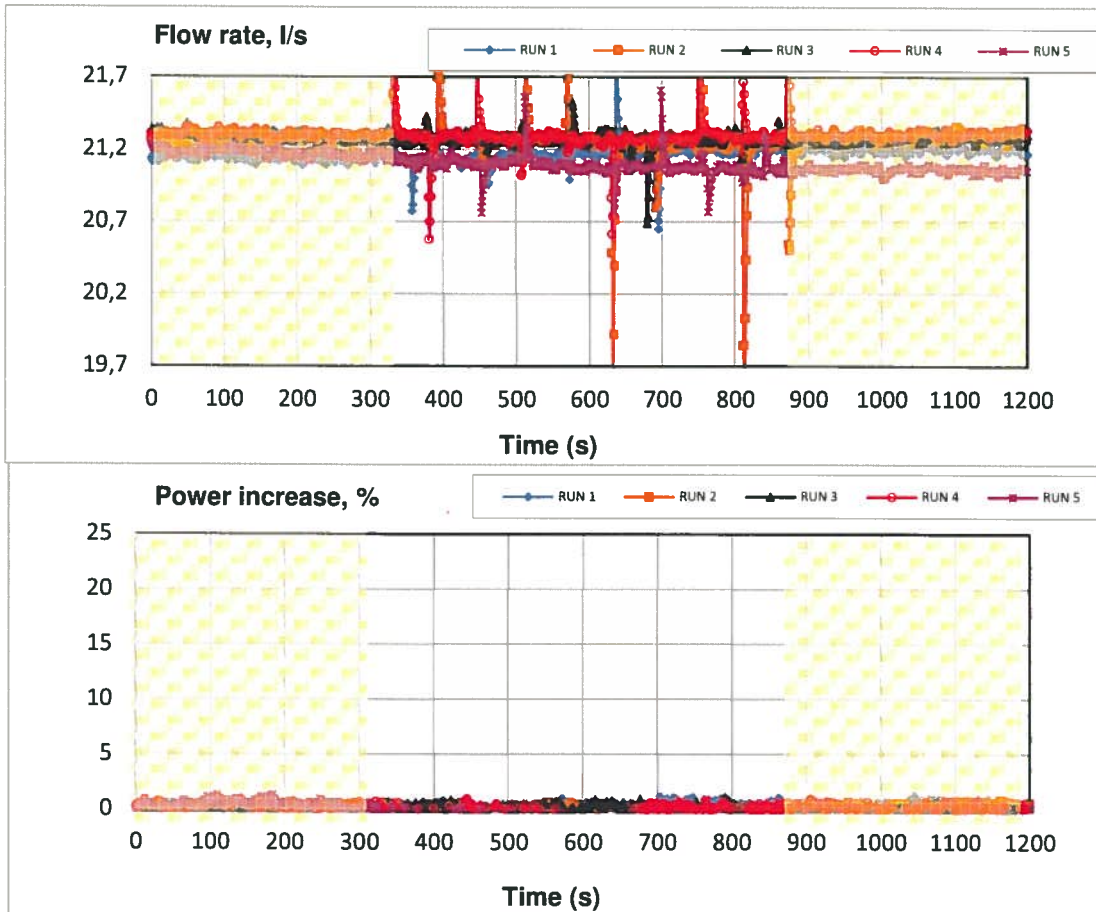 Flow rate, l/s
RUN 1 RUN 2 RUN 3 RUN 4 RUN 5
21,7
21,2
20,7
20,2
19,7
0 100 200 300 400 500 600 700 800 900 1000 1100 1200
Time (s)
Power increase, %
RUN 1 RUN 2 RUN 3 RUN 4 RUN 5
25
20
15
10
5
0
0 100 200 300 400 500 600 700 800 900 1000 1100 1200
Time (s)